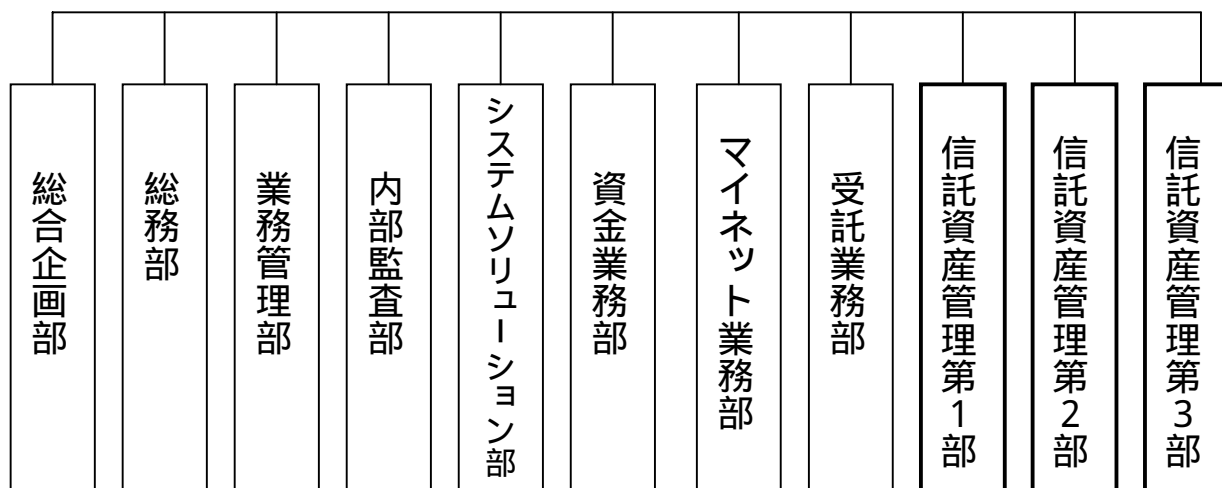 総合企画部
総務部
業務管理部
内部監査部
システムソリューション部
資金業務部
マイネット業務部
受託業務部
信託資産管理第1部
信託資産管理第2部
信託資産管理第3部